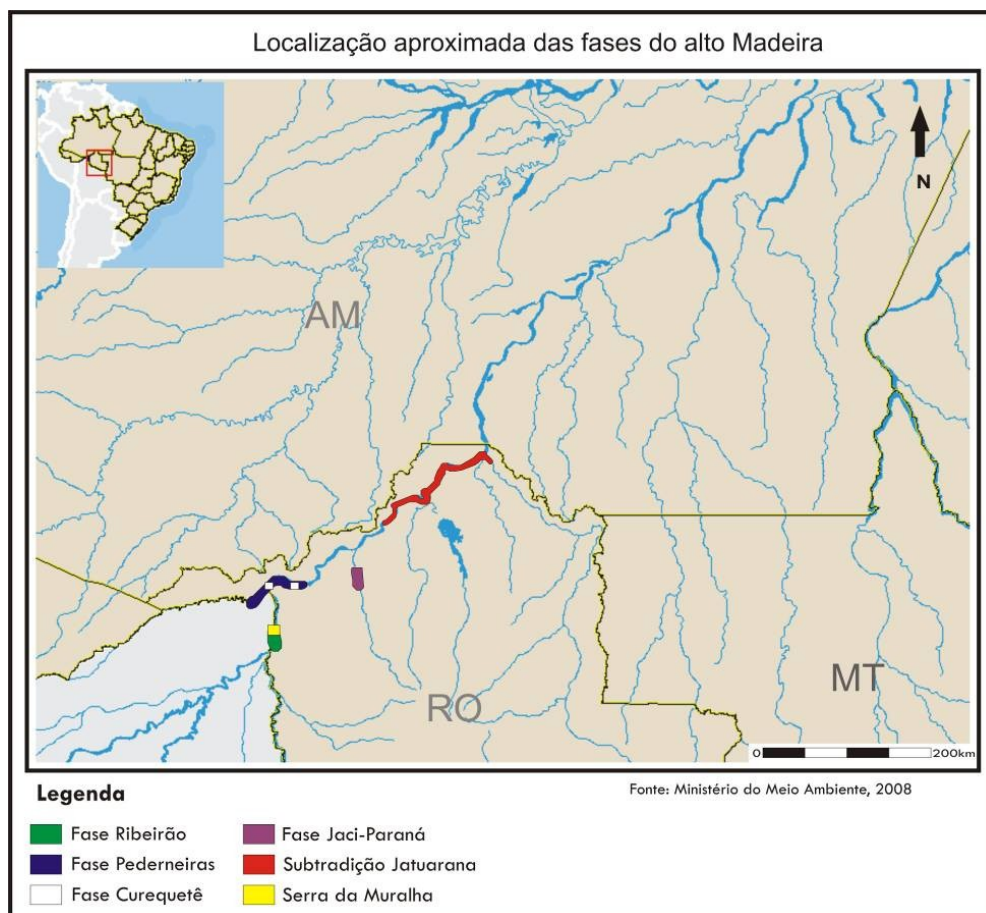 Localização aproximada das fases do alto Madeira
N
AM
RO
MT
0 200km
Fonte: Ministério do Meio Ambiente, 2008
Legenda
Fase Ribeirão
Fase Jaci-Paraná
Fase Pederneiras
Subtradição Jatuarana
Fase Curequetê
Serra da Muralha